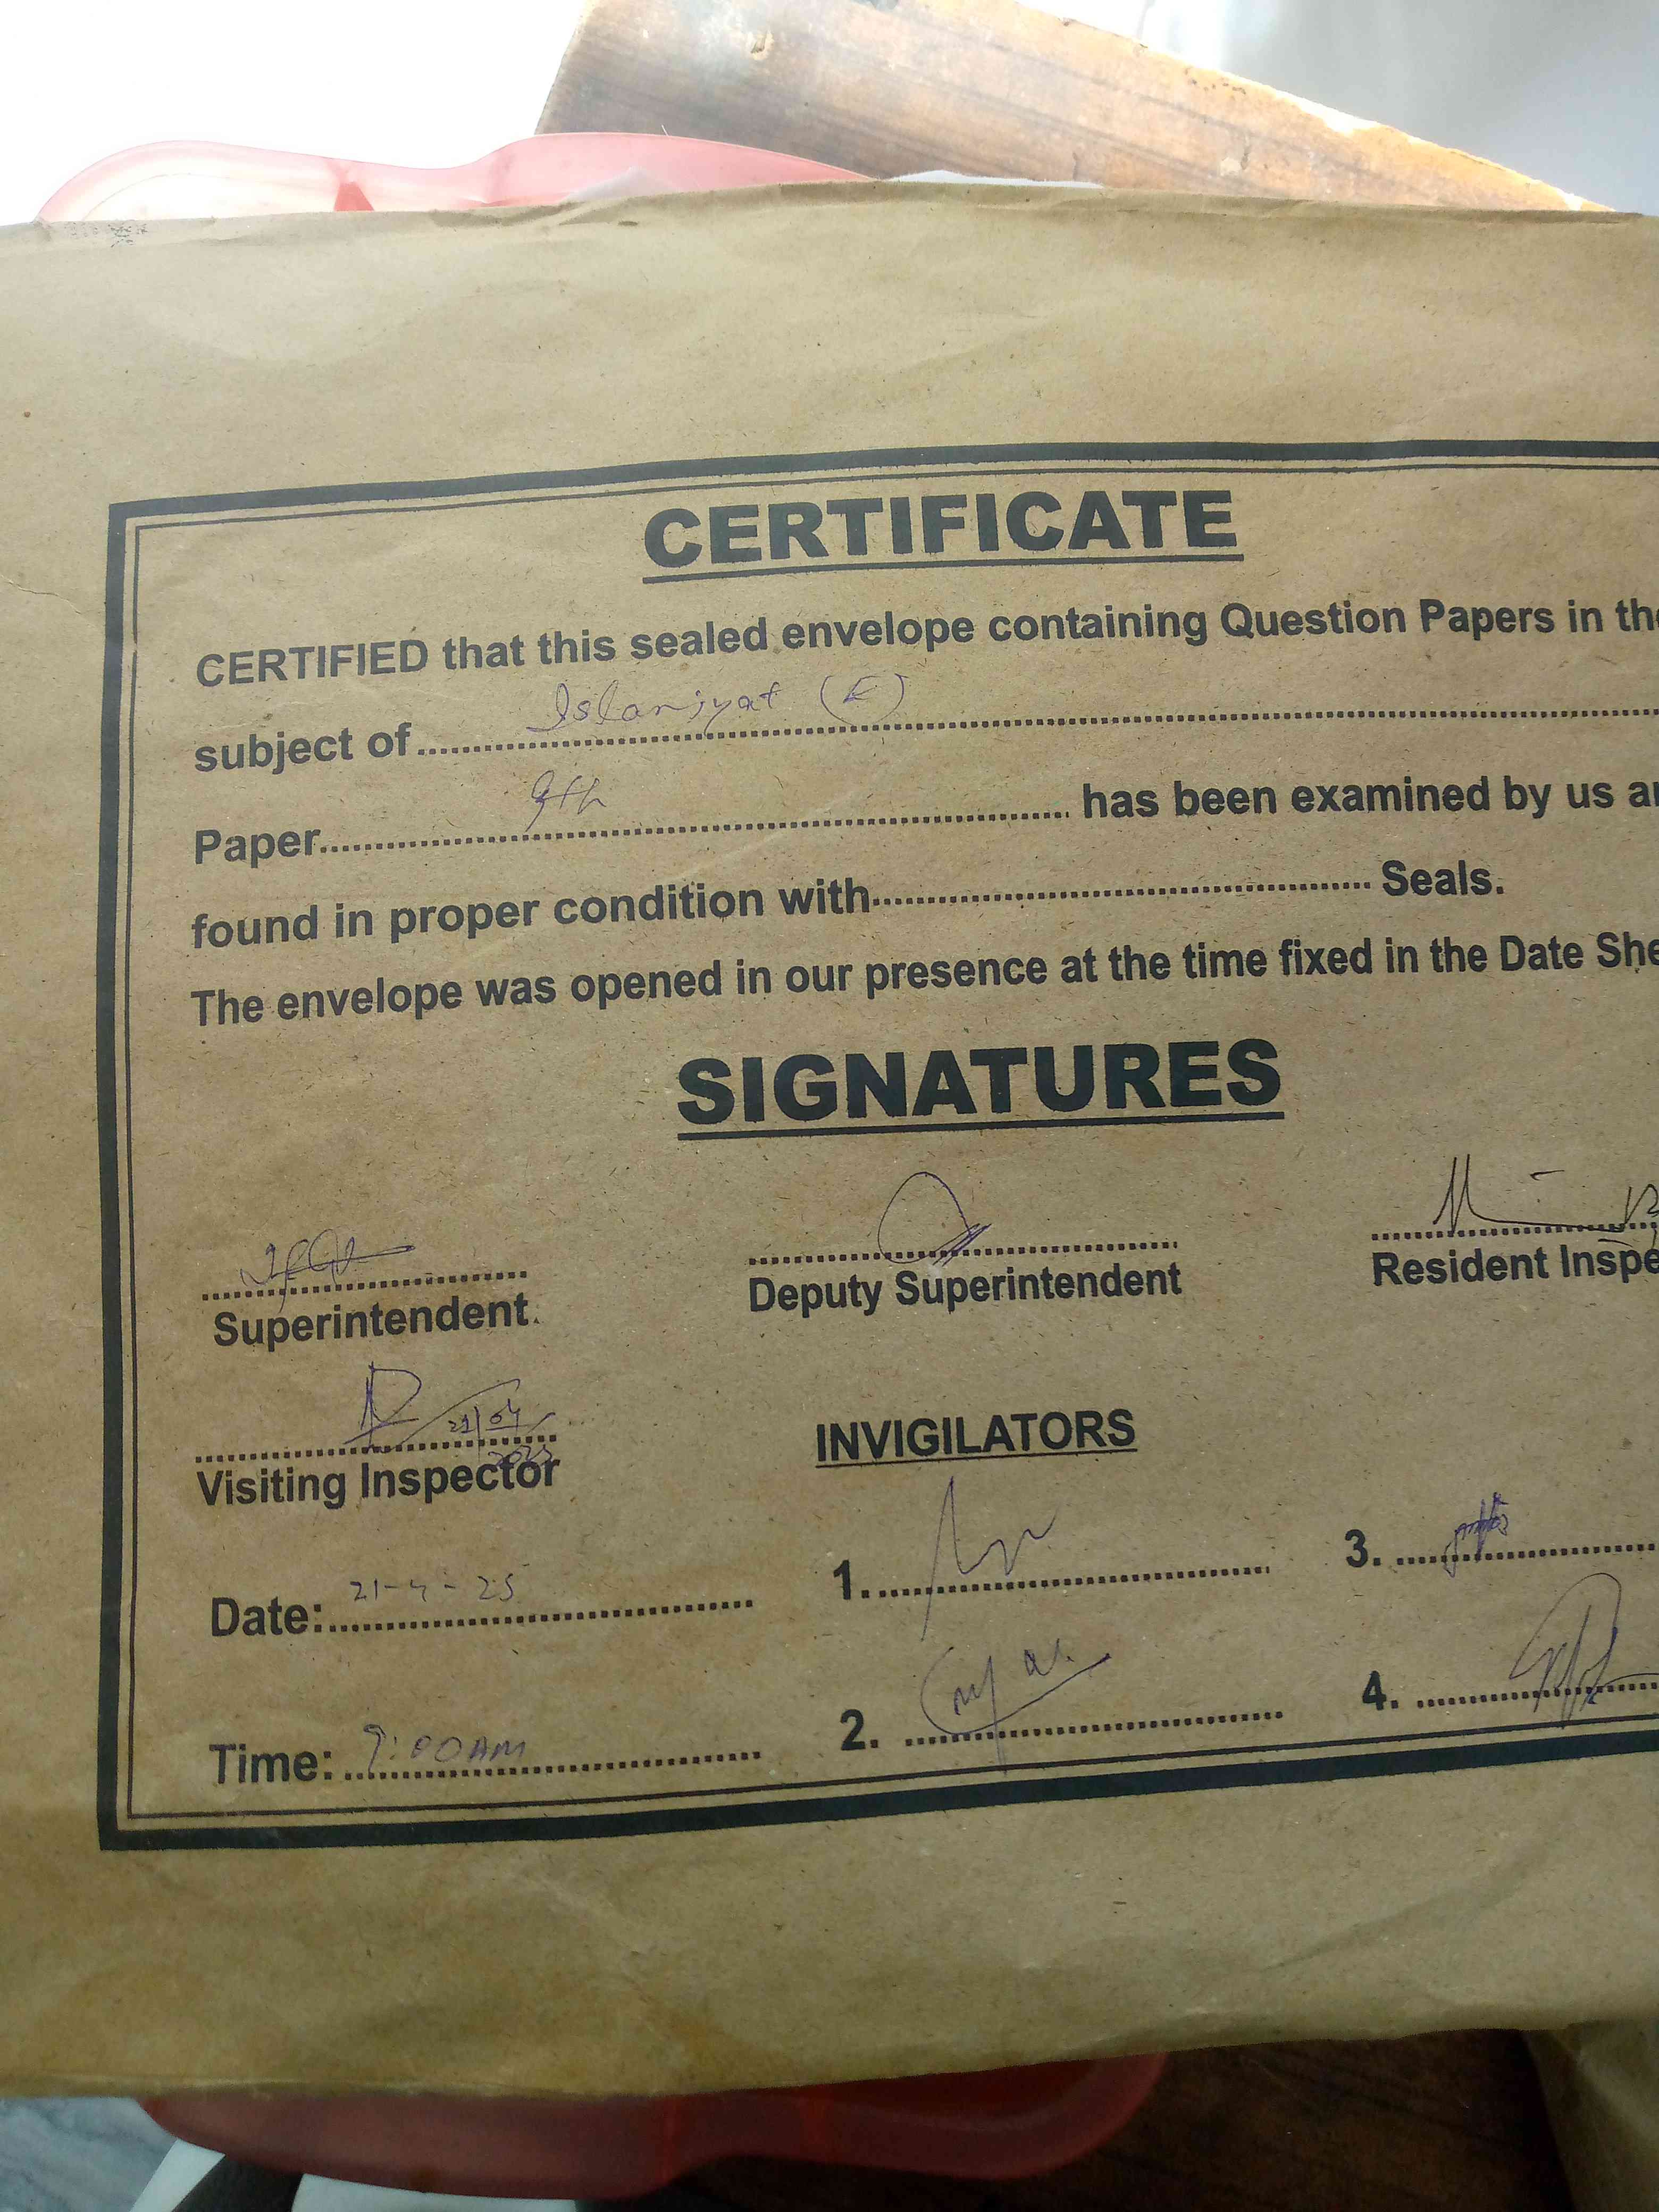 CERTIFICATE
CERTIFIED that this sealed envelope containing Question Papers in the
subject of Islamiyat (E)
Paper 9th has been examined by us
found in proper condition with Seals.
The envelope was opened in our presence at the time fixed in the Date
SIGNATURES
Superintendent.
Deputy Superintendent
Resident
21/04
2025
Visiting Inspector
INVIGILATORS
Date: 21-4-25
1.
3.
Time: 9:00AM
2.
4.